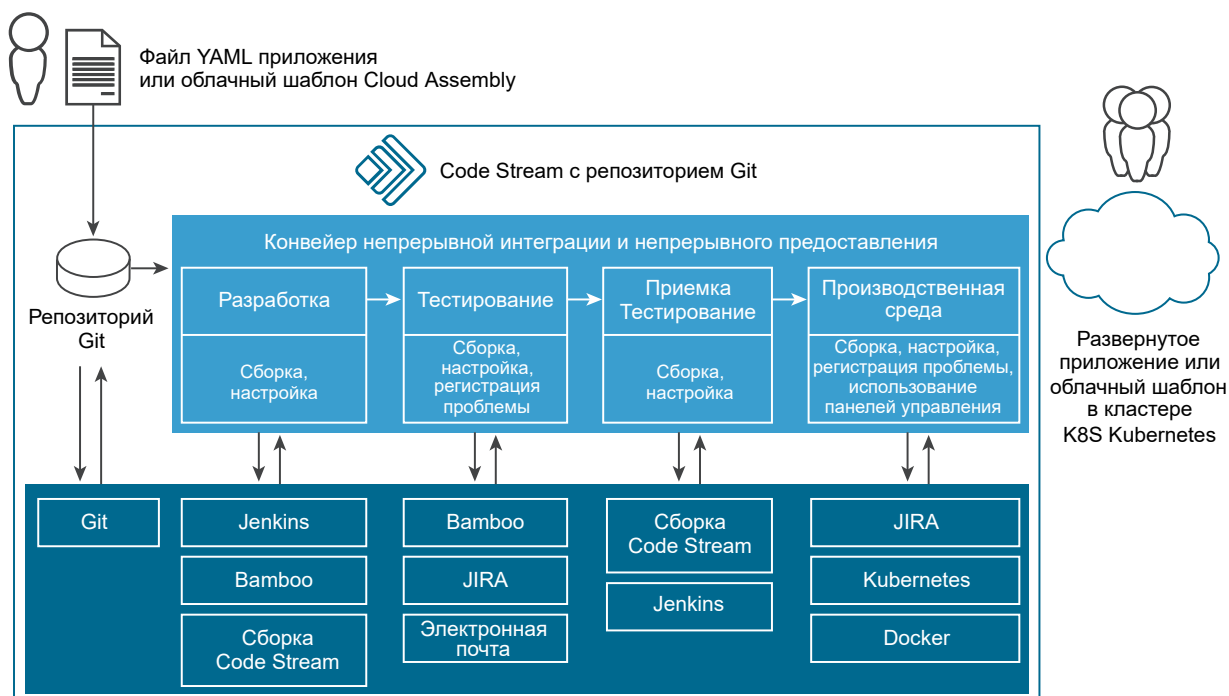 Файл YAML приложения
или облачный шаблон Cloud Assembly
Code Stream с репозиторием Git
Конвейер непрерывной интеграции и непрерывного предоставления
Репозиторий
Git
Разработка
Сборка,
настройка
Тестирование
Сборка,
настройка,
регистрация
проблемы
Приемка
Тестирование
Сборка,
настройка
Производственная
среда
Сборка, настройка,
регистрация проблемы,
использование
панелей управления
Развернутое
приложение или
облачный шаблон
в кластере
K8S Kubernetes
Git
Jenkins
Bamboo
Сборка
Code Stream
Bamboo
JIRA
Электронная
почта
Сборка
Code Stream
Jenkins
JIRA
Kubernetes
Docker